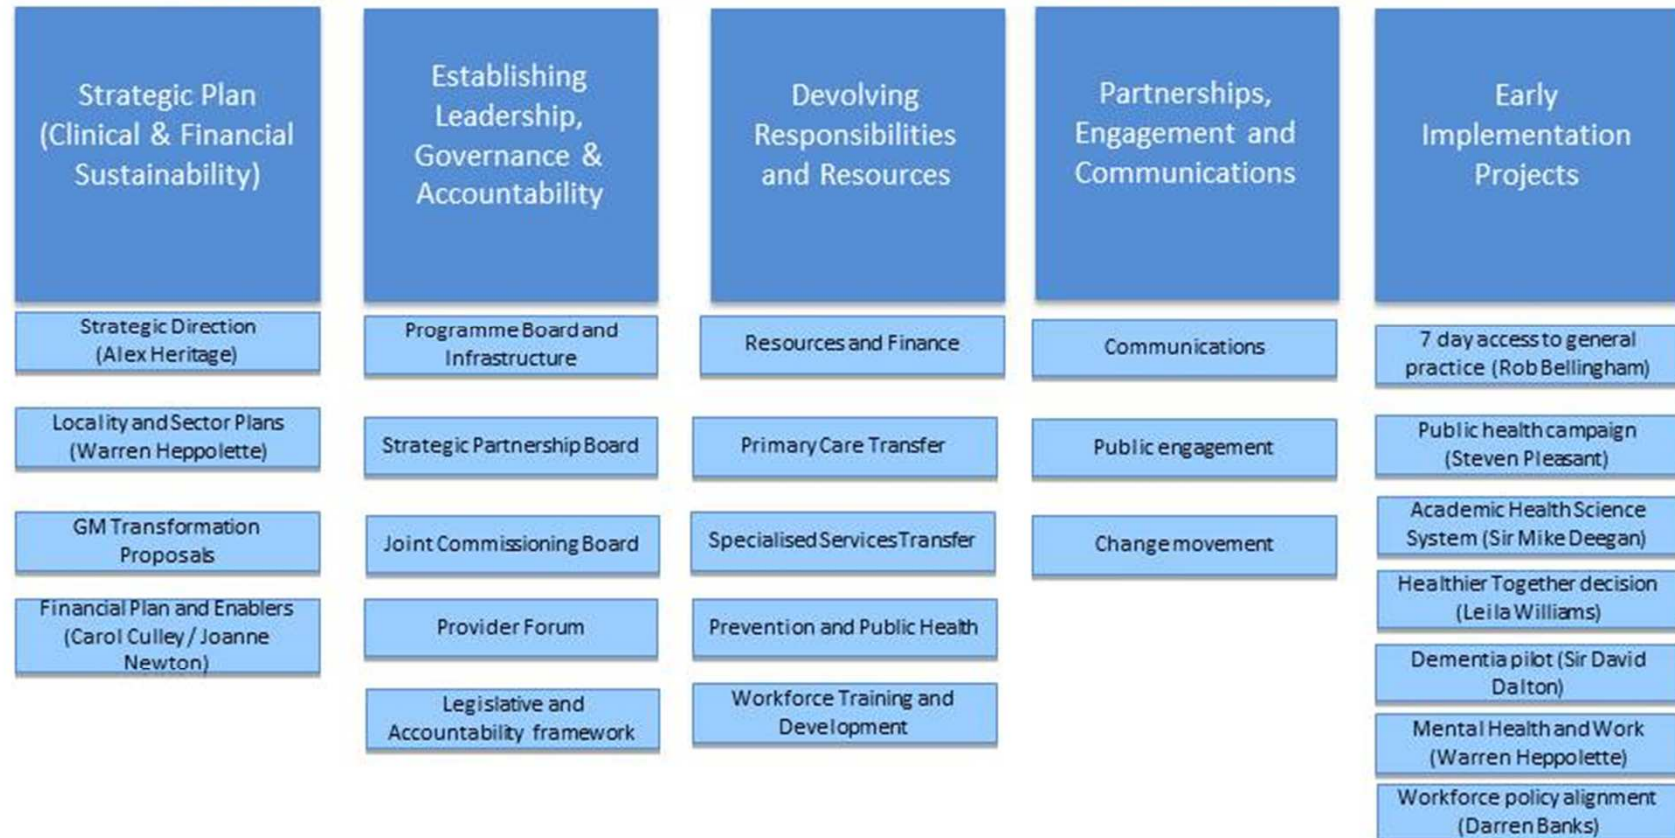 Strategic Plan
(Clinical & Financial
Sustainability)
Strategic Direction
(Alex Heritage)
Locality and Sector Plans
(Warren Heppolette)
GM Transformation
Proposals
Financial Plan and Enablers
(Carol Culley / Joanne
Newton)
Establishing
Leadership,
Governance &
Accountability
Programme Board and
Infrastructure
Strategic Partnership Board
Joint Commissioning Board
Provider Forum
Legislative and
Accountability framework
Devolving
Responsibilities
and Resources
Resources and Finance
Primary Care Transfer
Specialised Services Transfer
Prevention and Public Health
Workforce Training and
Development
Partnerships,
Engagement and
Communications
Communications
Public engagement
Change movement
Early
Implementation
Projects
7 day access to general
practice (Rob Bellingham)
Public health campaign
(Steven Pleasant)
Academic Health Science
System (Sir Mike Deegan)
Healthier Together decision
(Leila Williams)
Dementia pilot (Sir David
Dalton)
Mental Health and Work
(Warren Heppolette)
Workforce policy alignment
(Darren Banks)